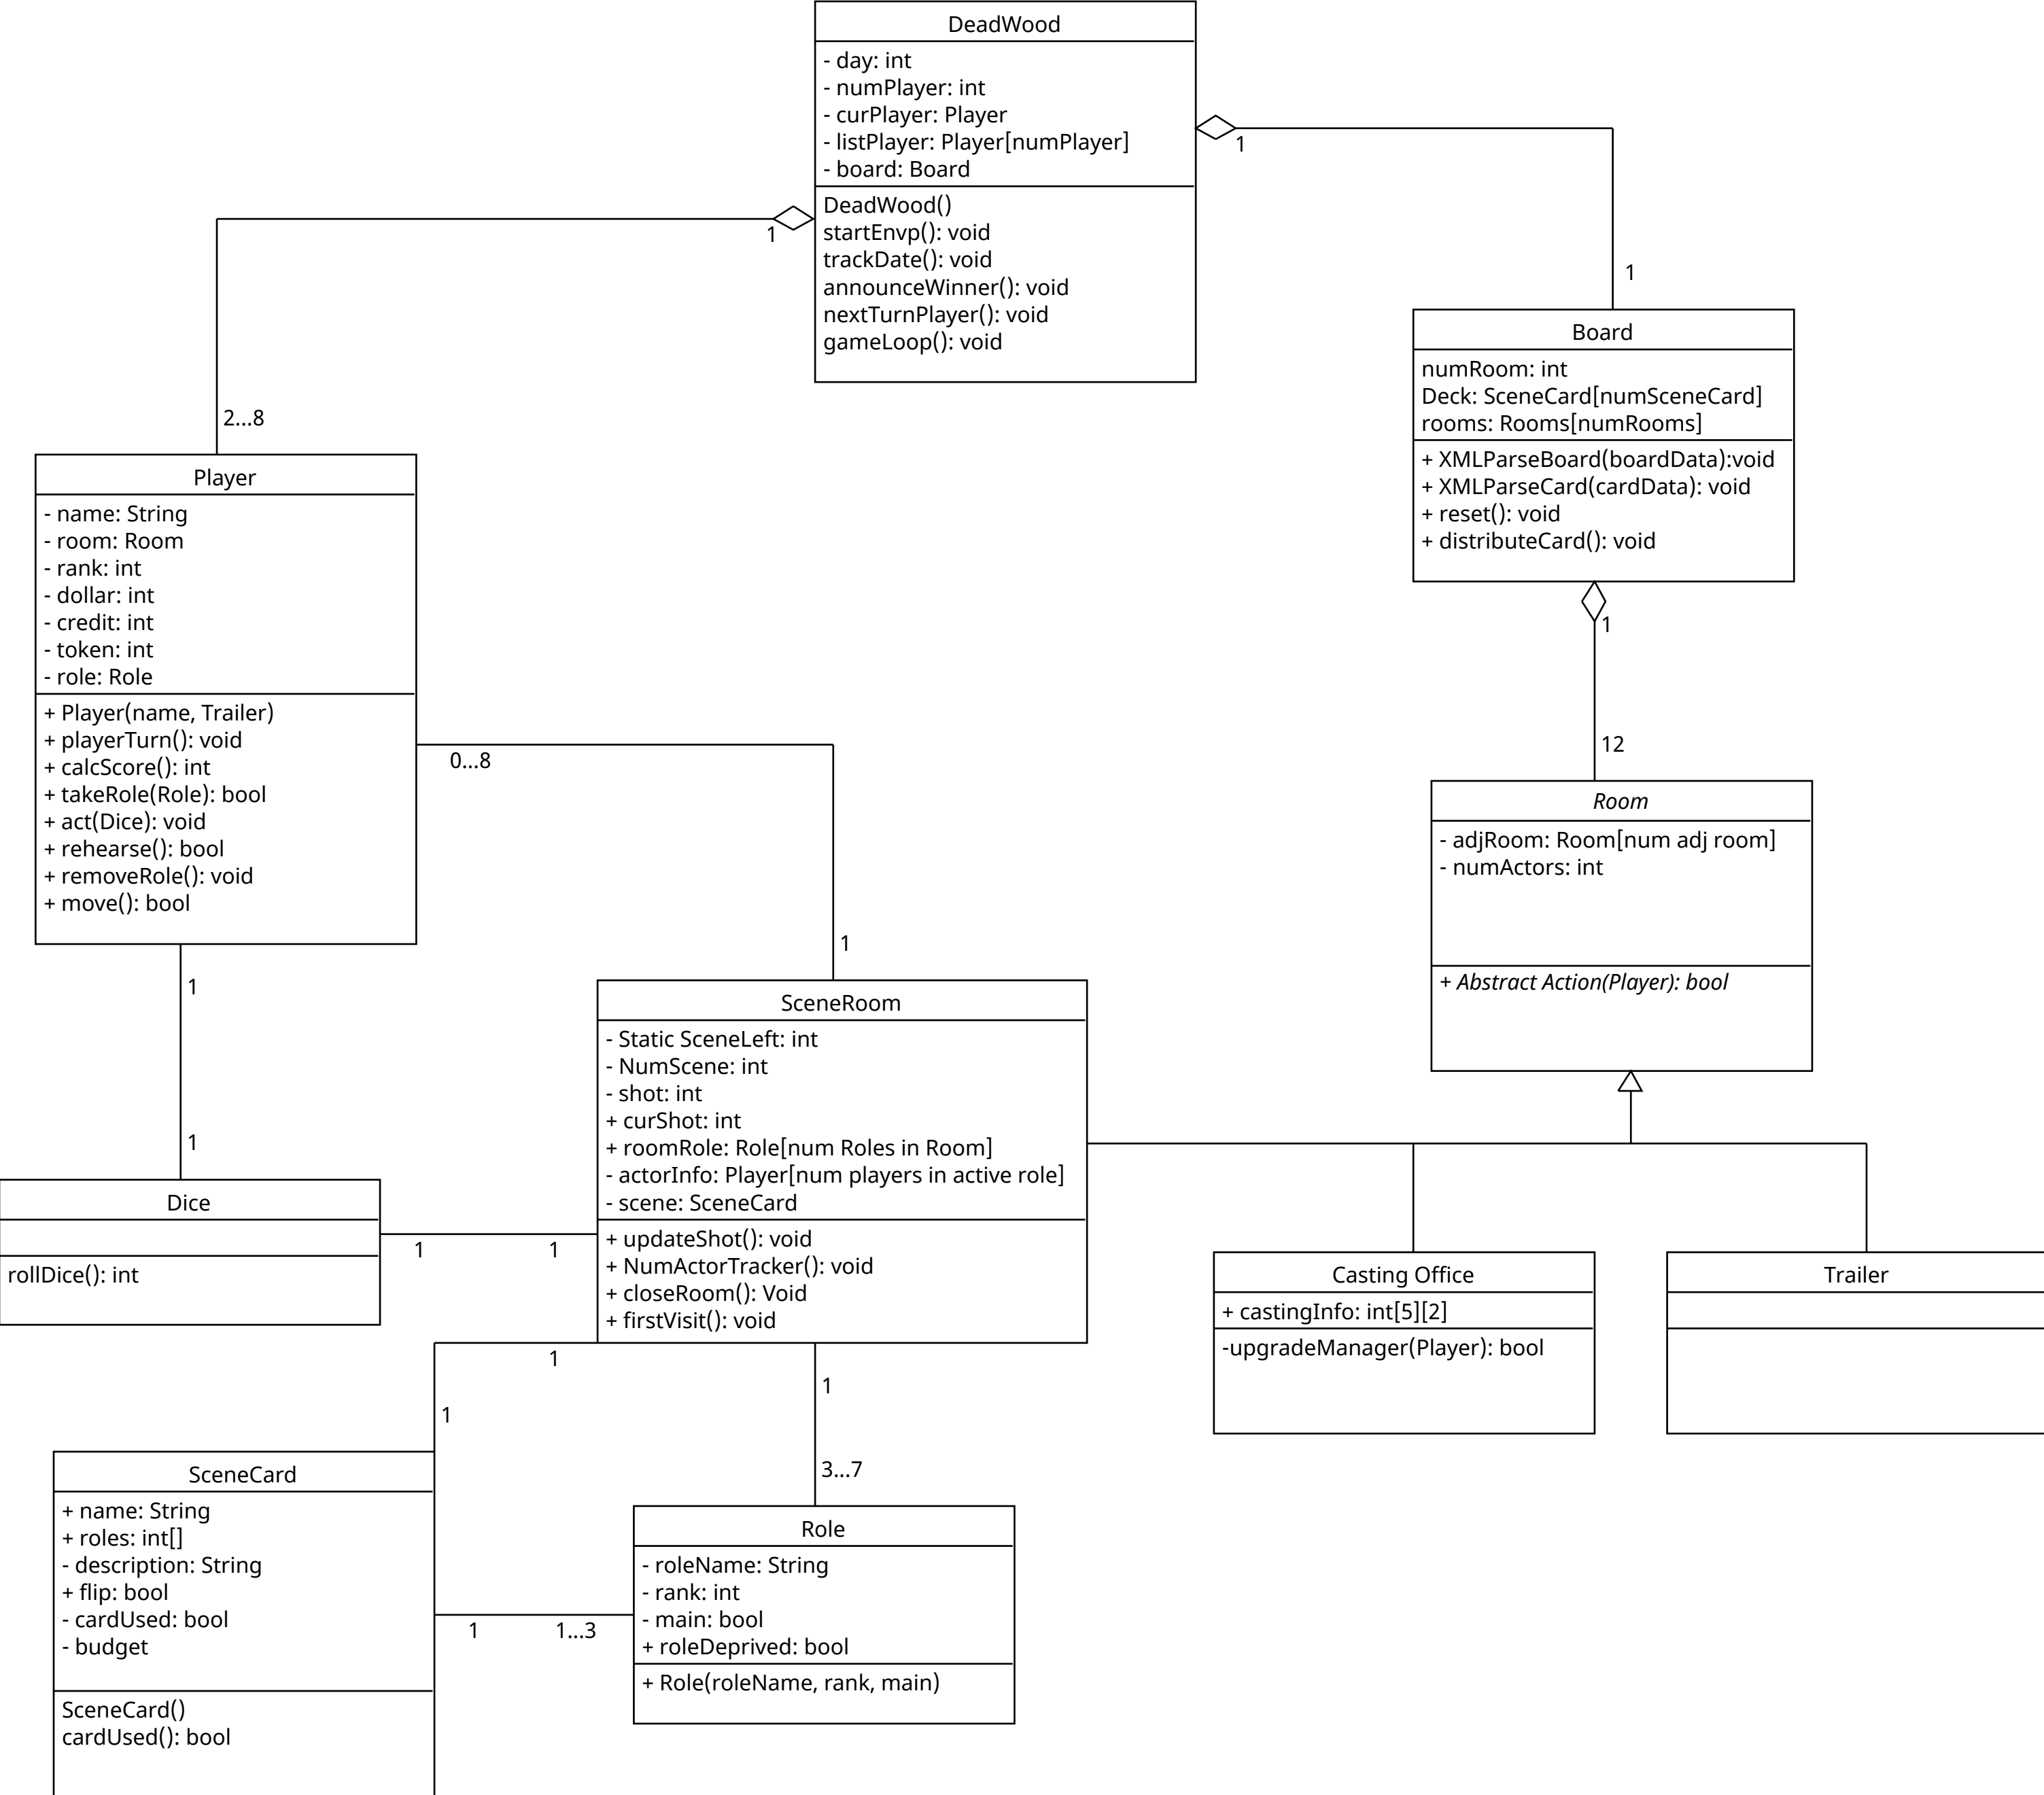 DeadWood
- day: int
- numPlayer: int
- curPlayer: Player
- listPlayer: Player[numPlayer]
- board: Board
DeadWood()
startEnvp(): void
trackDate(): void
announceWinner(): void
nextTurnPlayer(): void
gameLoop(): void
1
1
1
2...8
Board
numRoom: int
Deck: SceneCard[numSceneCard]
rooms: Rooms[numRooms]
+ XMLParseBoard(boardData):void
+ XMLParseCard(cardData): void
+ reset(): void
+ distributeCard(): void
1
12
Player
- name: String
- room: Room
- rank: int
- dollar: int
- credit: int
- token: int
- role: Role
+ Player(name, Trailer)
+ playerTurn(): void
+ calcScore(): int
+ takeRole(Role): bool
+ act(Dice): void
+ rehearse(): bool
+ removeRole(): void
+ move(): bool
0...8
1
1
1
Room
- adjRoom: Room[num adj room]
- numActors: int
+ Abstract Action(Player): bool
SceneRoom
- Static SceneLeft: int
- NumScene: int
- shot: int
+ curShot: int
+ roomRole: Role[num Roles in Room]
- actorInfo: Player[num players in active role]
- scene: SceneCard
+ updateShot(): void
+ NumActorTracker(): void
+ closeRoom(): Void
+ firstVisit(): void
Dice
rollDice(): int
1
1
Casting Office
+ castingInfo: int[5][2]
-upgradeManager(Player): bool
Trailer
1
1
1
3...7
SceneCard
+ name: String
+ roles: int[]
- description: String
+ flip: bool
- cardUsed: bool
- budget
SceneCard()
cardUsed(): bool
1
1...3
Role
- roleName: String
- rank: int
- main: bool
+ roleDeprived: bool
+ Role(roleName, rank, main)